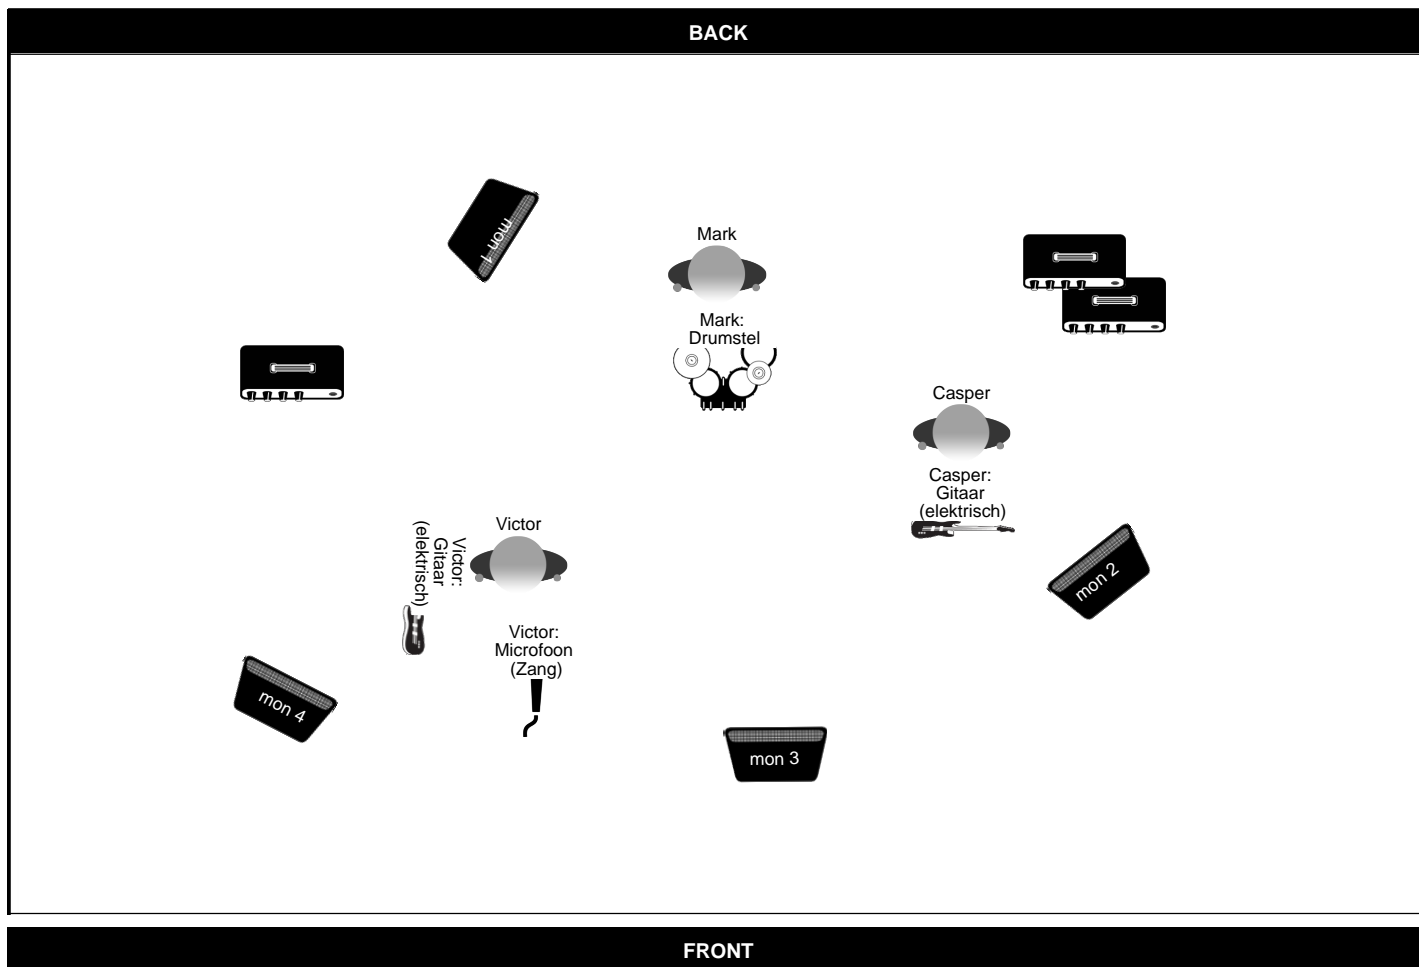 BACK
mon 1
Mark
Mark:
Drumstel
Casper
Casper:
Gitaar
(elektrisch)
Victor
Victor:
Gitaar
(elektrisch)
mon 2
Victor:
Microfoon
(Zang)
mon 4
mon 3
FRONT